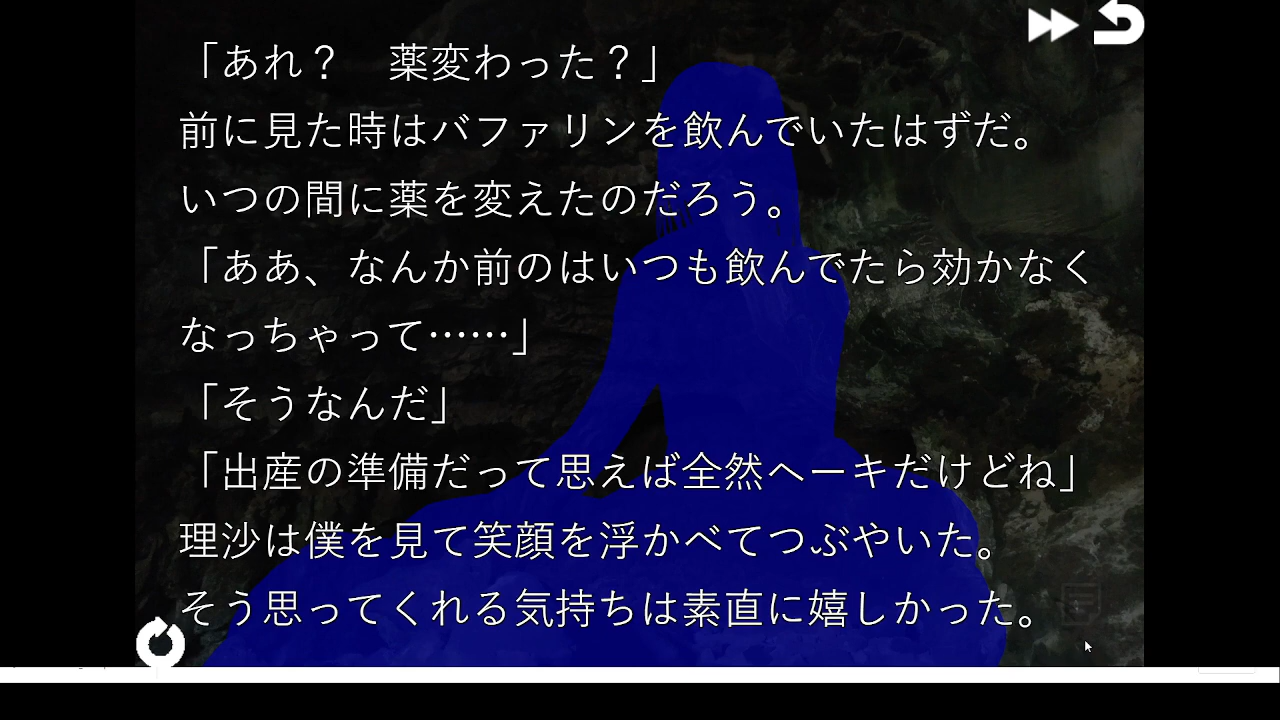 「あれ？　薬変わった？」
前に見た時はバファリンを飲んでいたはずだ。
いつの間に薬を変えたのだろう。
「ああ、なんか前のはいつも飲んでたら効かなく
なっちゃって……」
「そうなんだ」
「出産の準備だって思えば全然ヘーキだけどね」
理沙は僕を見て笑顔を浮かべてつぶやいた。
そう思ってくれる気持ちは素直に嬉しかった。